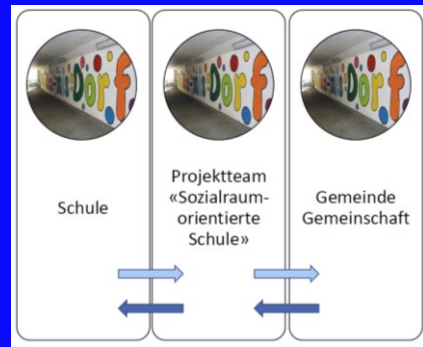 Dorf
Dorf
Dorf
Schule
Projektteam
«Sozialraum-
orientierte
Schule»
Gemeinde
Gemeinschaft